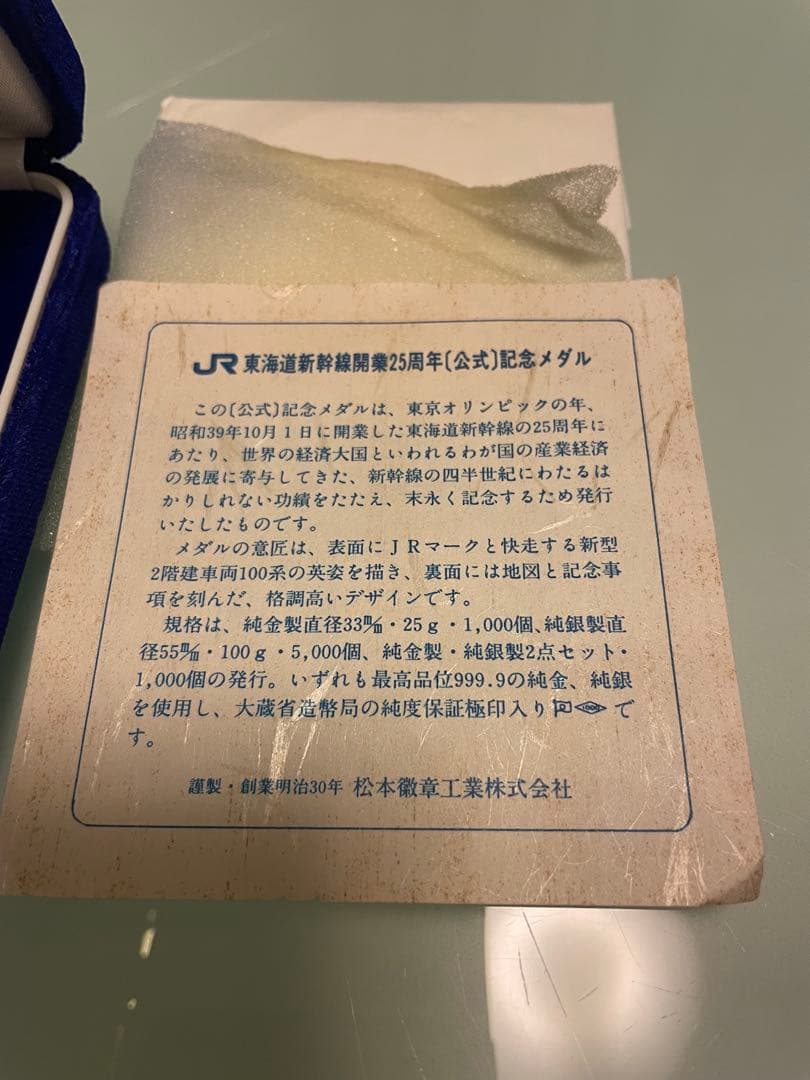 JR 東海道新幹線開業25周年〔公式〕記念メダル
この〔公式〕記念メダルは、東京オリンピックの年、
昭和39年10月1日に開業した東海道新幹線の25周年に
あたり、世界の経済大国といわれるわが国の産業経済
の発展に寄与してきた、新幹線の四半世紀にわたるは
かりしれない功績をたたえ、末永く記念するため発行
いたしたものです。
メダルの意匠は、表面にJRマークと快走する新型
2階建車両100系の英姿を描き、裏面には地図と記念事
項を刻んだ、格調高いデザインです。
規格は、純金製直径33m/m・25g・1,000個、純銀製直
径55m/m・100g・5,000個、純金製・純銀製2点セット・
1,000個の発行。いずれも最高品位999.9の純金、純銀
を使用し、大蔵省造幣局の純度保証極印入りで
す。
謹製・創業明治30年 松本徽章工業株式会社